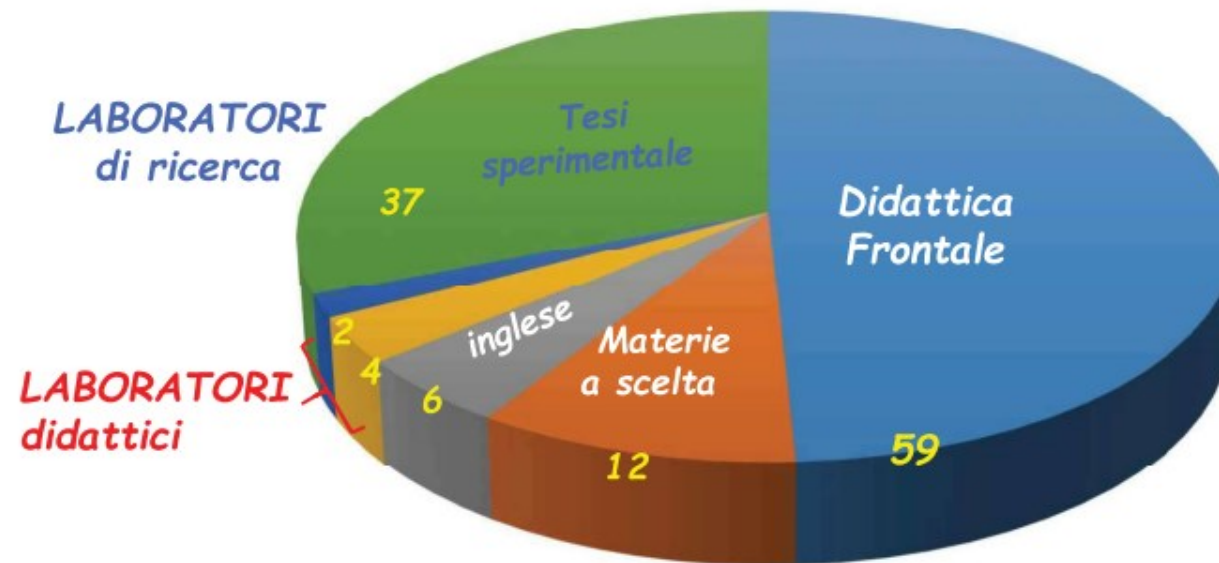 LABORATORI
di ricerca
Tesi
sperimentale
37
Didattica
Frontale
59
Materie
a scelta
12
inglese
6
4
2
LABORATORI
didattici